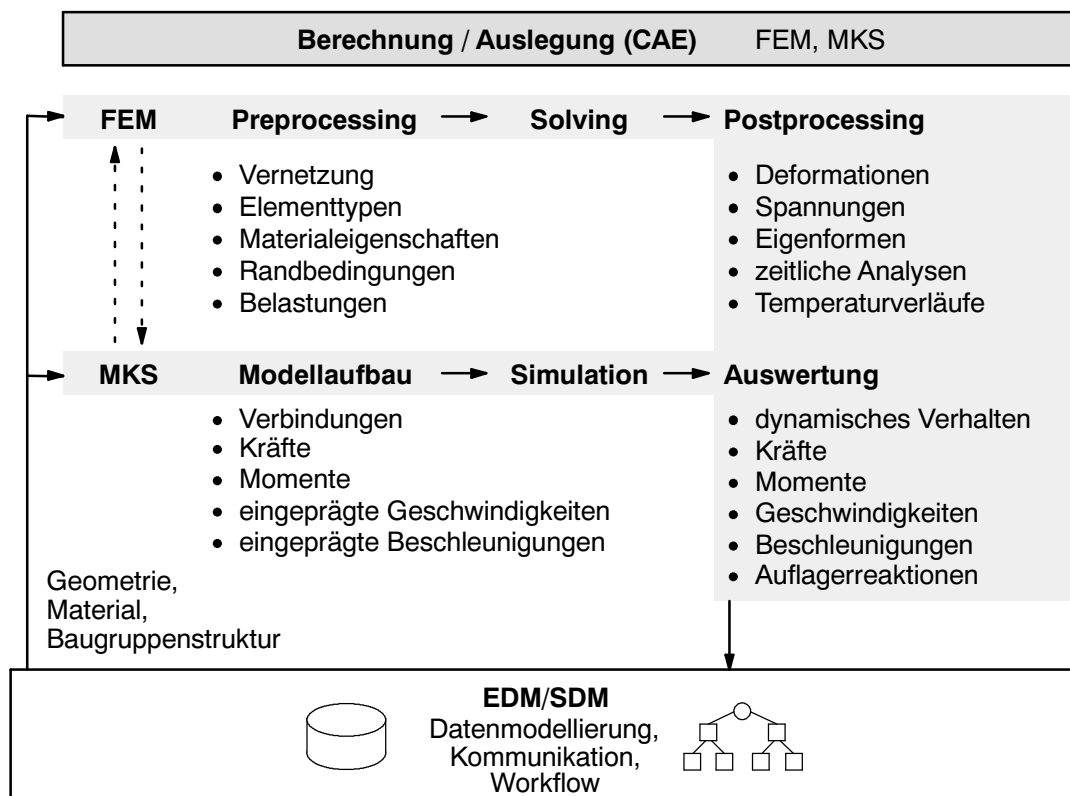 Berechnung / Auslegung (CAE) FEM, MKS
FEM Preprocessing Solving Postprocessing
• Vernetzung
• Elementtypen
• Materialeigenschaften
• Randbedingungen
• Belastungen
• Deformationen
• Spannungen
• Eigenformen
• zeitliche Analysen
• Temperaturverläufe
MKS Modellaufbau Simulation Auswertung
• Verbindungen
• Kräfte
• Momente
• eingeprägte Geschwindigkeiten
• eingeprägte Beschleunigungen
• dynamisches Verhalten
• Kräfte
• Momente
• Geschwindigkeiten
• Beschleunigungen
• Auflagerreaktionen
Geometrie,
Material,
Baugruppenstruktur
EDM/SDM
Datenmodellierung,
Kommunikation,
Workflow